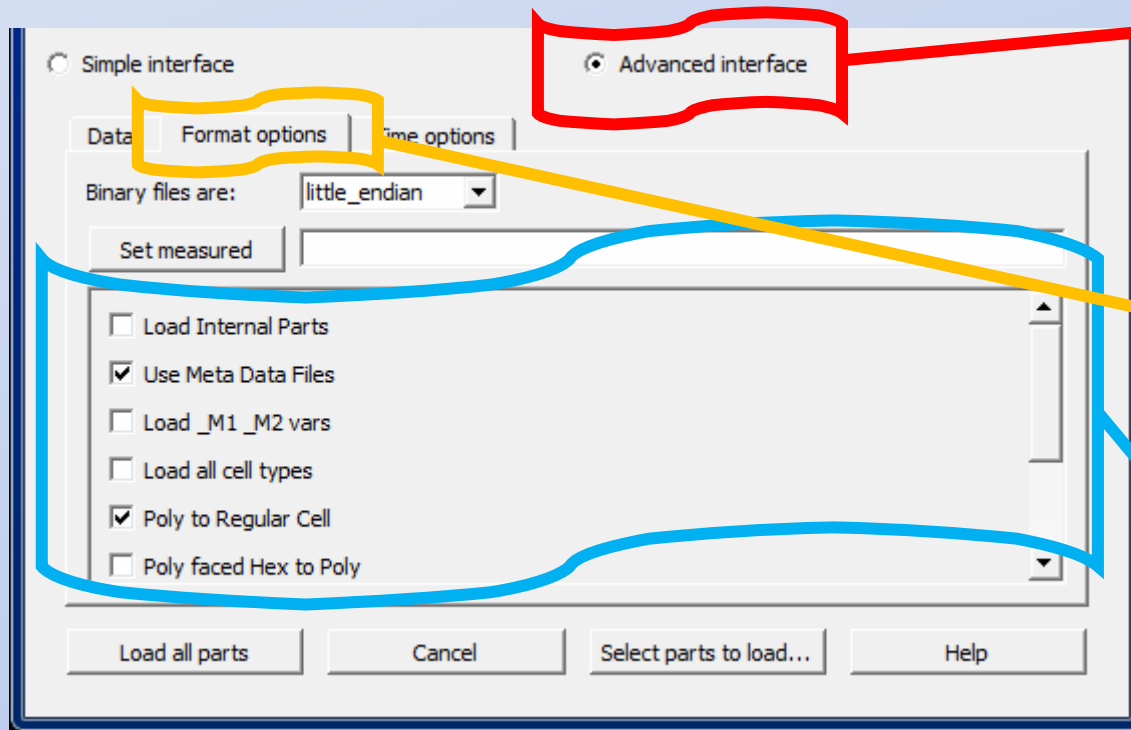 Simple interface Advanced interface
Data Format options Time options
Binary files are: little_endian
Set measured
Load Internal Parts
Use Meta Data Files
Load _M1 _M2 vars
Load all cell types
Poly to Regular Cell
Poly faced Hex to Poly
Load all parts Cancel Select parts to load... Help